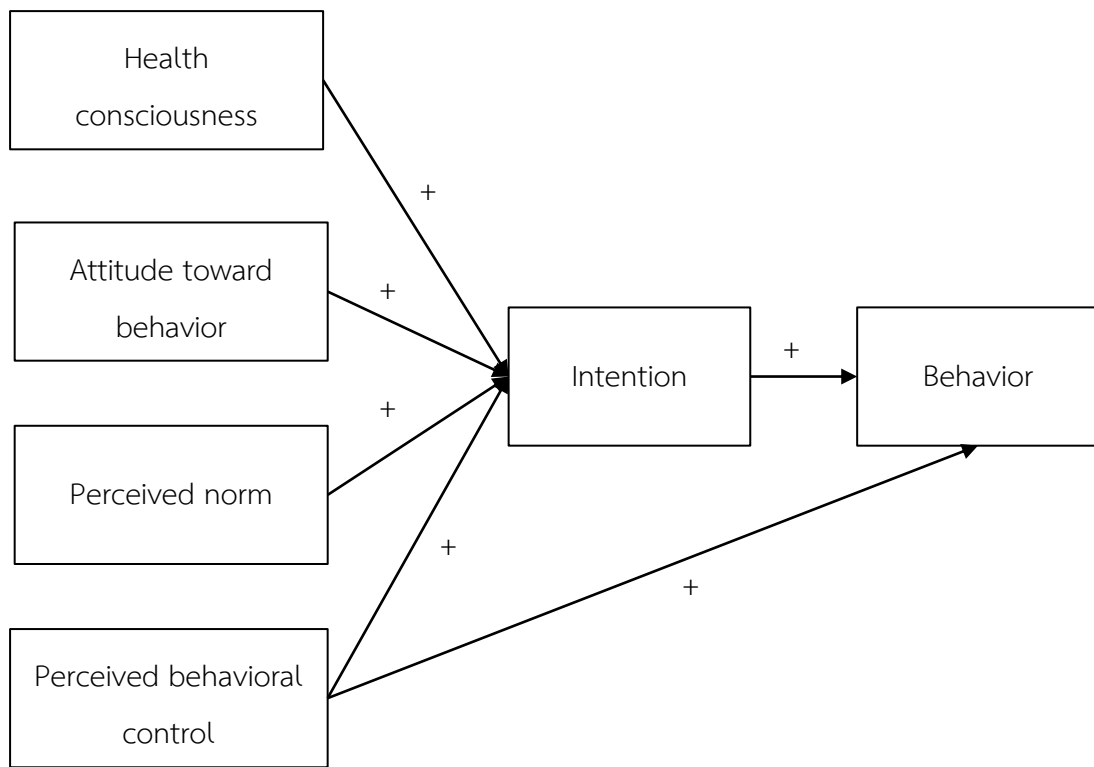 Health
consciousness
+
Attitude toward
behavior
+
Intention
+
Behavior
+
Perceived norm
+
+
Perceived behavioral
control